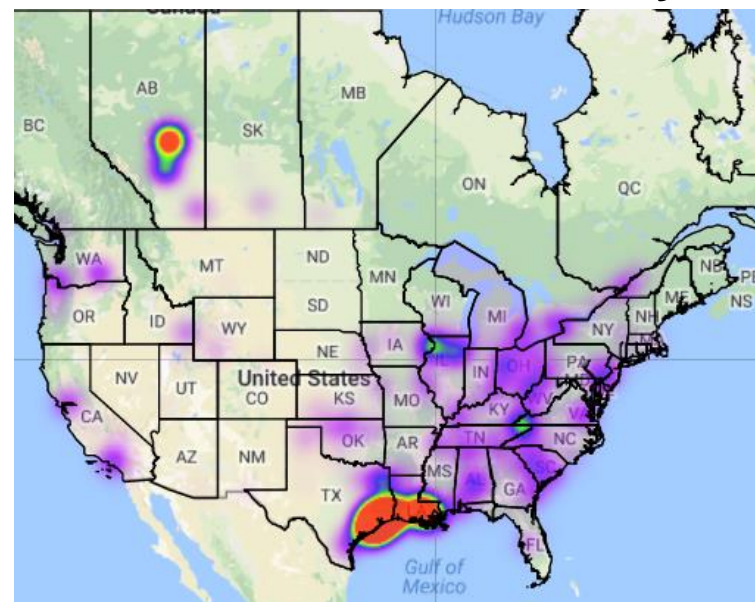 Canada
Hudson Bay
AB
MB
BC
SK
ON
QC
WA
MT
ND
MN
NB
PE
NS
OR
ID
WY
SD
WI
MI
NY
NH
ME
NE
IA
IL
IN
OH
PA
NV
UT
CO
United States
KS
MO
KY
WV
VA
CA
AZ
NM
OK
AR
TN
NC
TX
LA
MS
AL
GA
SC
FL
Gulf of
Mexico